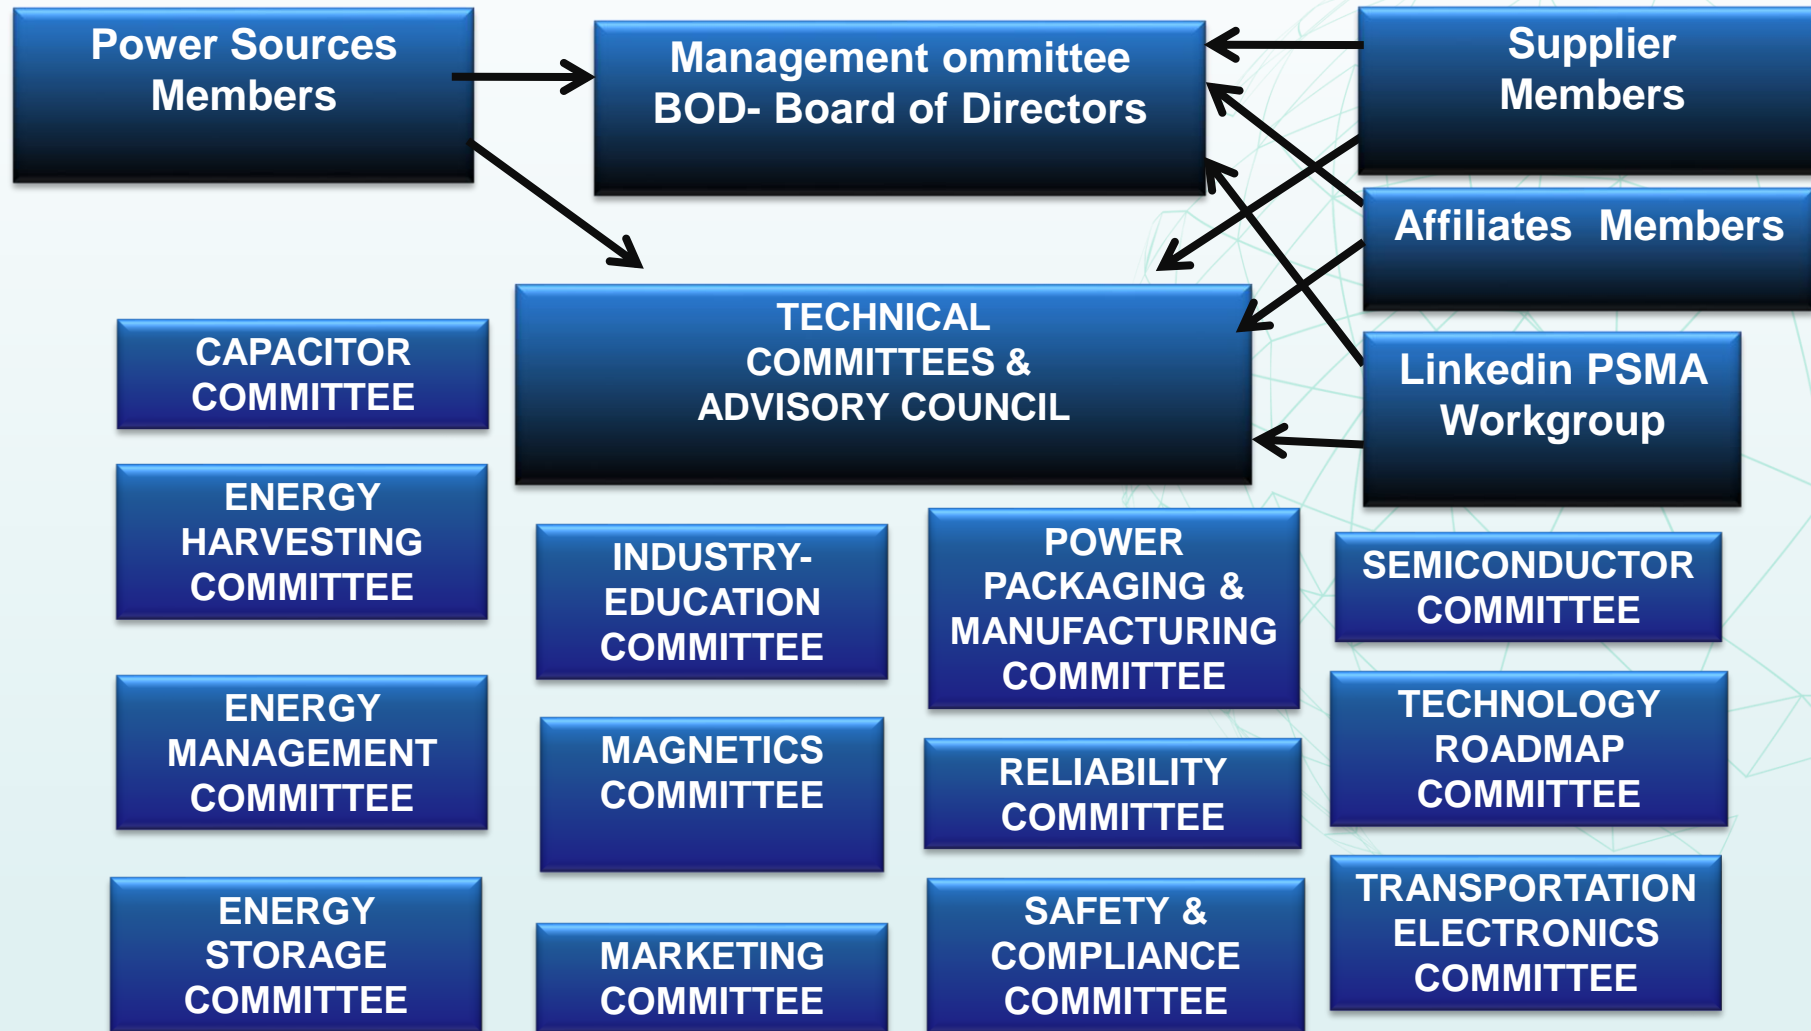 Power Sources
Members
Management ommittee
BOD- Board of Directors
Supplier
Members
Affiliates Members
Linkedin PSMA
Workgroup
TECHNICAL
COMMITTEES &
ADVISORY COUNCIL
CAPACITOR
COMMITTEE
ENERGY
HARVESTING
COMMITTEE
ENERGY
MANAGEMENT
COMMITTEE
ENERGY
STORAGE
COMMITTEE
INDUSTRY-
EDUCATION
COMMITTEE
MAGNETICS
COMMITTEE
MARKETING
COMMITTEE
POWER
PACKAGING &
MANUFACTURING
COMMITTEE
RELIABILITY
COMMITTEE
SAFETY &
COMPLIANCE
COMMITTEE
SEMICONDUCTOR
COMMITTEE
TECHNOLOGY
ROADMAP
COMMITTEE
TRANSPORTATION
ELECTRONICS
COMMITTEE